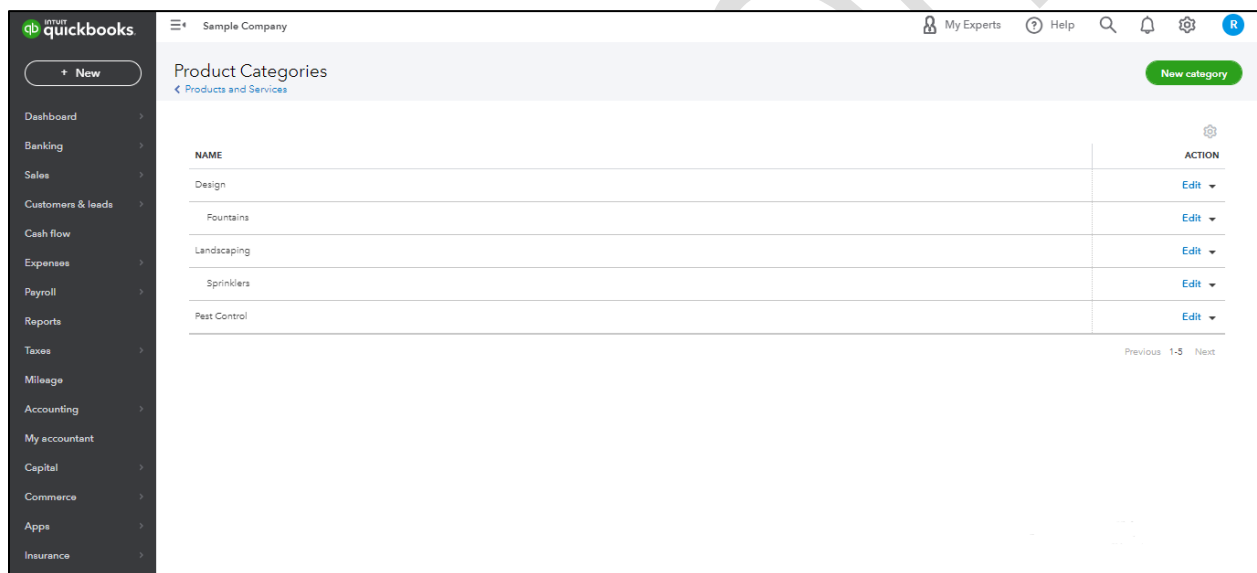 INTUIT
quickbooks.
Sample Company
My Experts
Help
R
+ New
Product Categories
Products and Services
New category
Dashboard
Banking
Sales
Customers & leads
Cash flow
Expenses
Payroll
Reports
Taxes
Mileage
Accounting
My accountant
Capital
Commerce
Apps
Insurance
NAME ACTION
Design Edit
Fountains Edit
Landscaping Edit
Sprinklers Edit
Pest Control Edit
Previous 1-5 Next